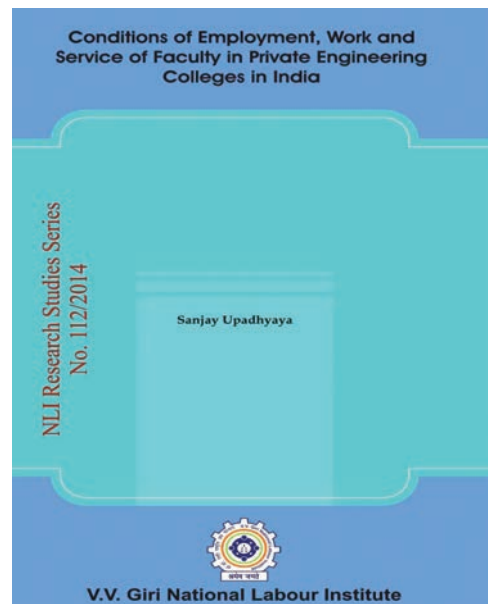 Conditions of Employment, Work and
Service of Faculty in Private Engineering
Colleges in India
NLI Research Studies Series
No. 112/2014
Sanjay Upadhyaya
V.V. Giri National Labour Institute